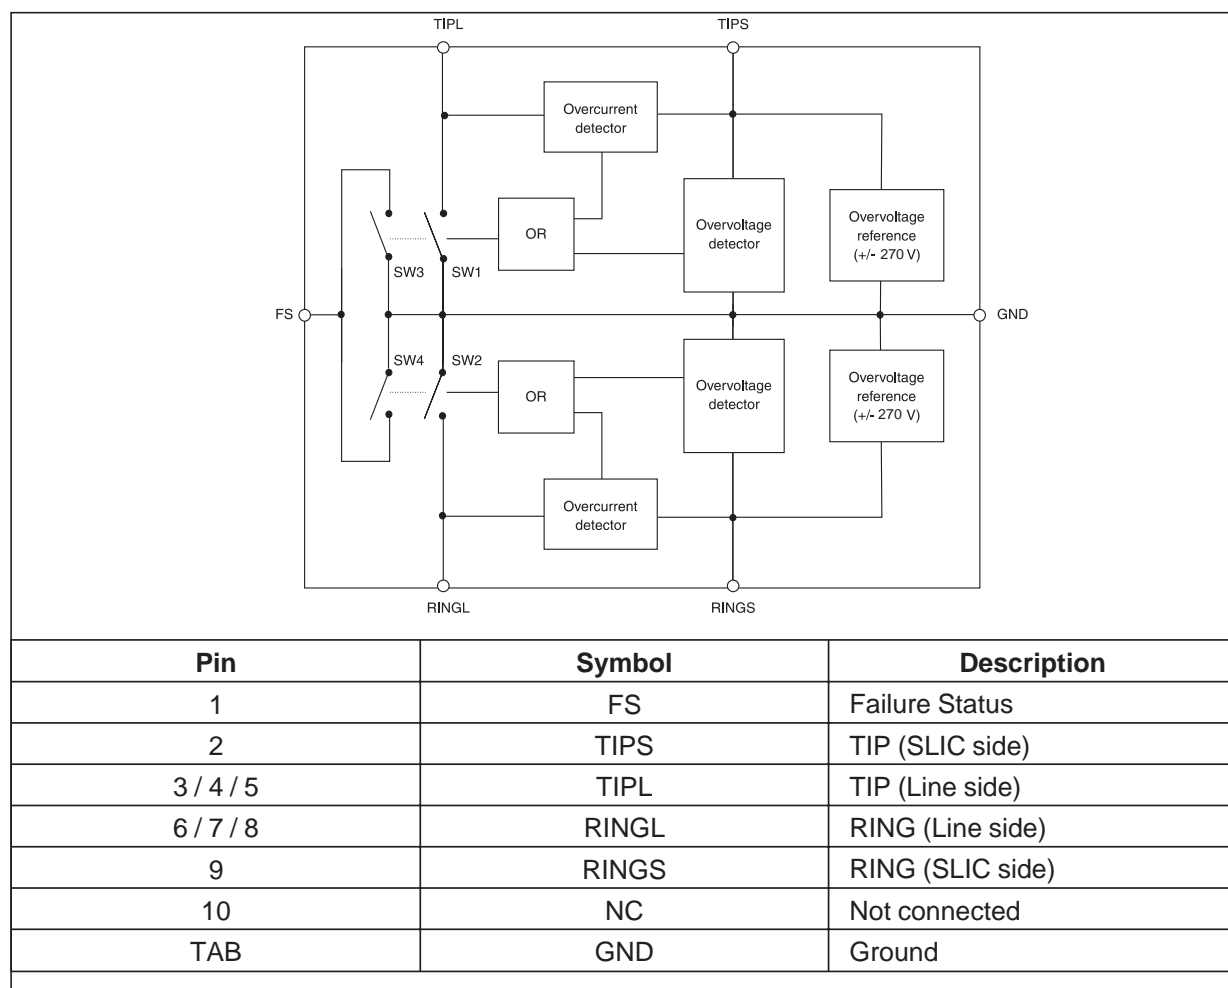 TIPL TIPS
Overcurrent
detector
OR
Overvoltage
detector
Overvoltage
reference
(+/- 270 V)
SW3 SW1
FS GND
SW4 SW2
OR
Overvoltage
detector
Overvoltage
reference
(+/- 270 V)
Overcurrent
detector
RINGL RINGS
Pin Symbol Description
1 FS Failure Status
2 TIPS TIP (SLIC side)
3 / 4 / 5 TIPL TIP (Line side)
6 / 7 / 8 RINGL RING (Line side)
9 RINGS RING (SLIC side)
10 NC Not connected
TAB GND Ground